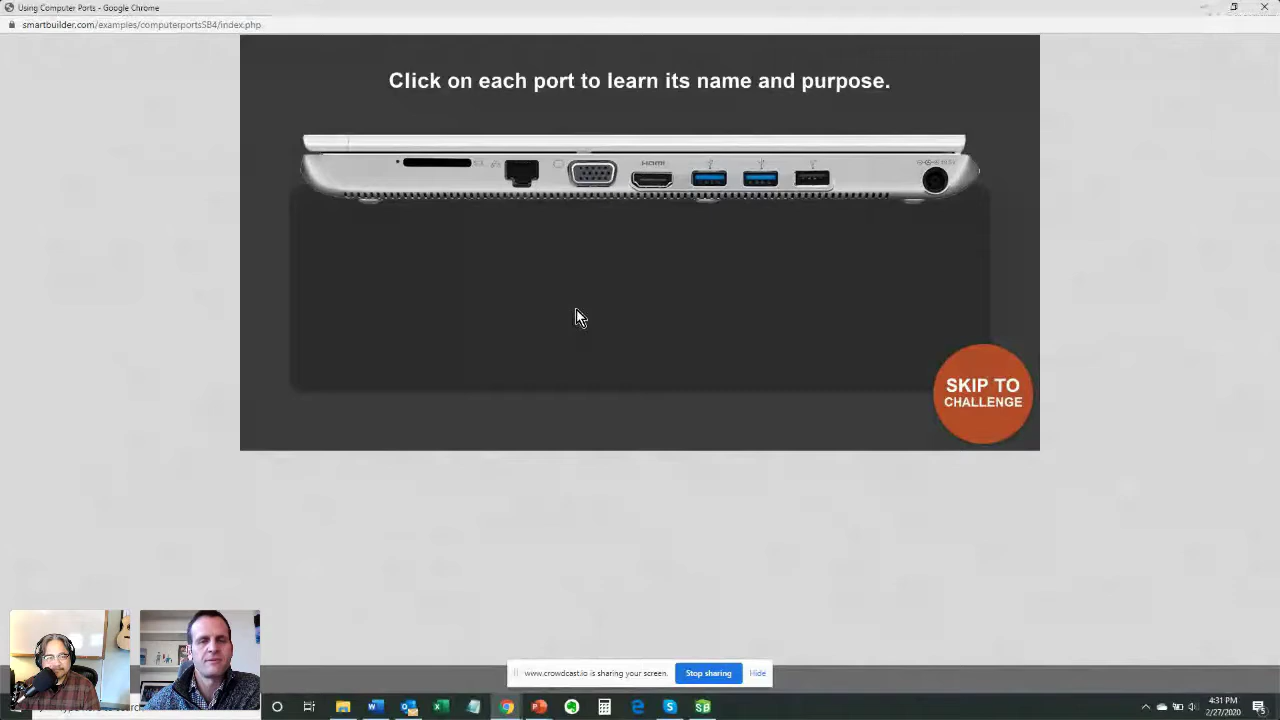 Using Computer Ports - Google Chrome
smartbuilder.com/examples/computerportsSB4/index.php
Click on each port to learn its name and purpose.
HDMI
SKIP TO
CHALLENGE
www.crowdcast.io is sharing your screen.
Stop sharing
Hide
to search
4:31 PM
2/27/2020